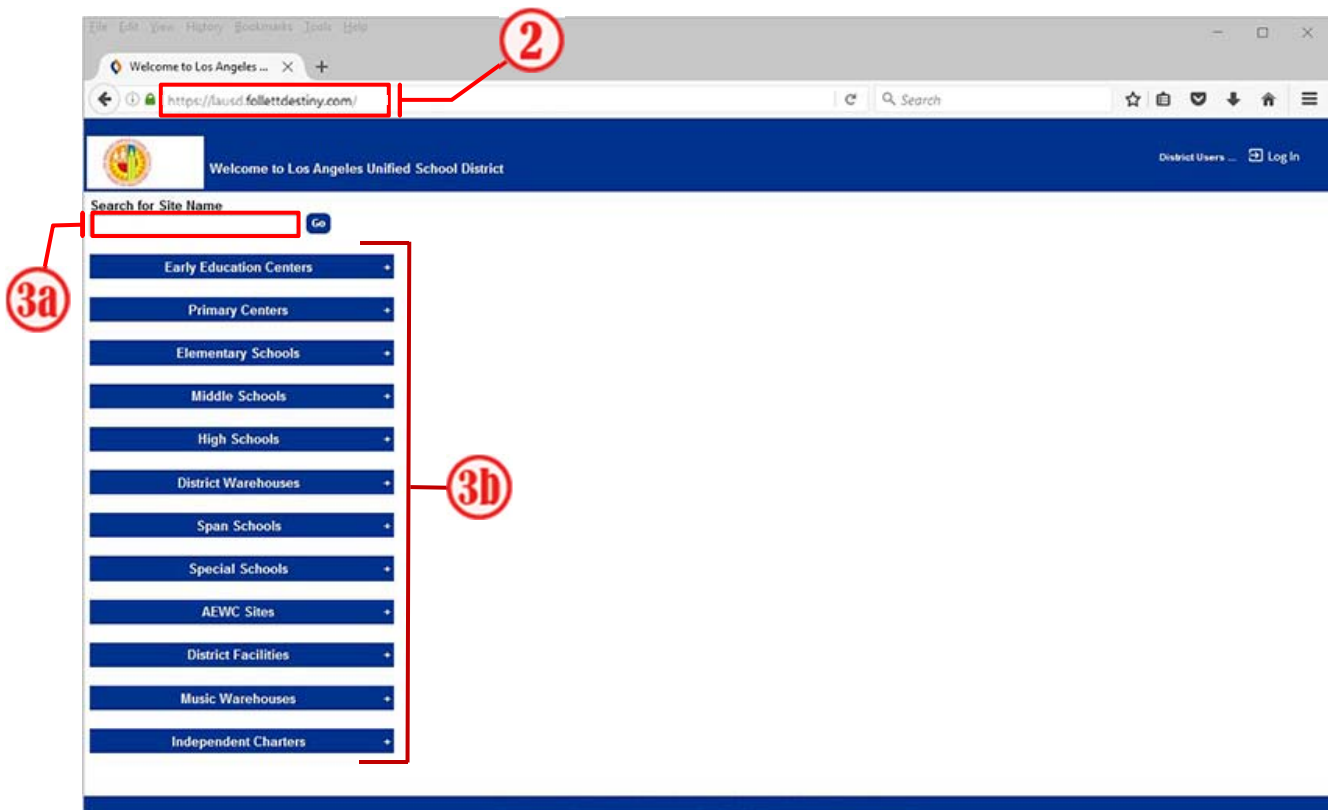 File Edit View History Bookmarks Tools Help
2
Welcome to Los Angeles ...
https://lausd.follettdestiny.com/
Search
Welcome to Los Angeles Unified School District
District Users ... Log In
Search for Site Name
Go
3a
Early Education Centers +
Primary Centers +
Elementary Schools +
Middle Schools +
High Schools +
District Warehouses +
3b
Span Schools +
Special Schools +
AEWC Sites +
District Facilities +
Music Warehouses +
Independent Charters +